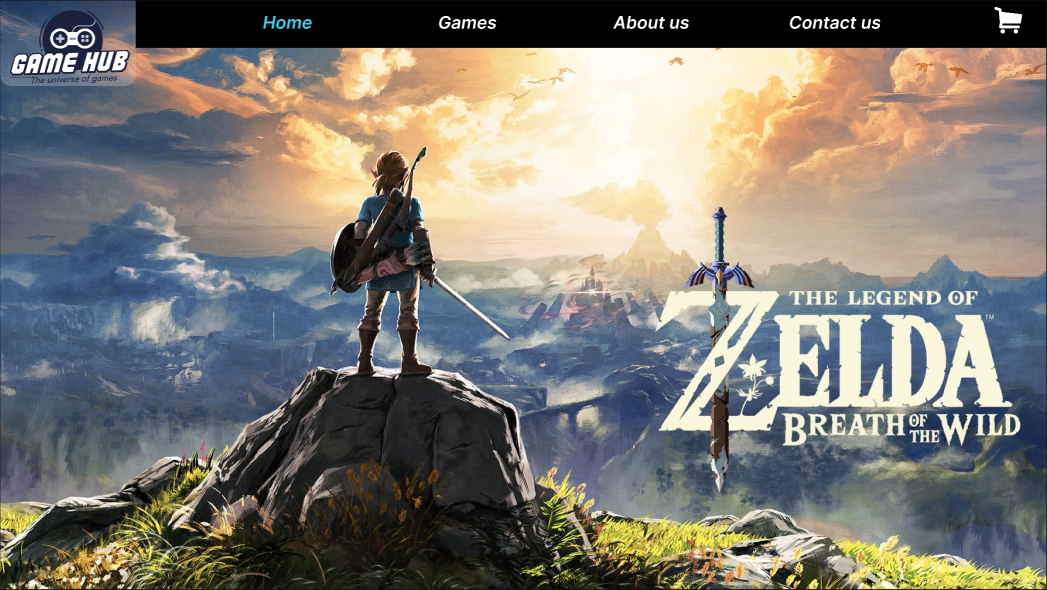 Home Games About us Contact us
GAME HUB
The universe of games
THE LEGEND OF
ZELDA™
BREATH OF THE WILD